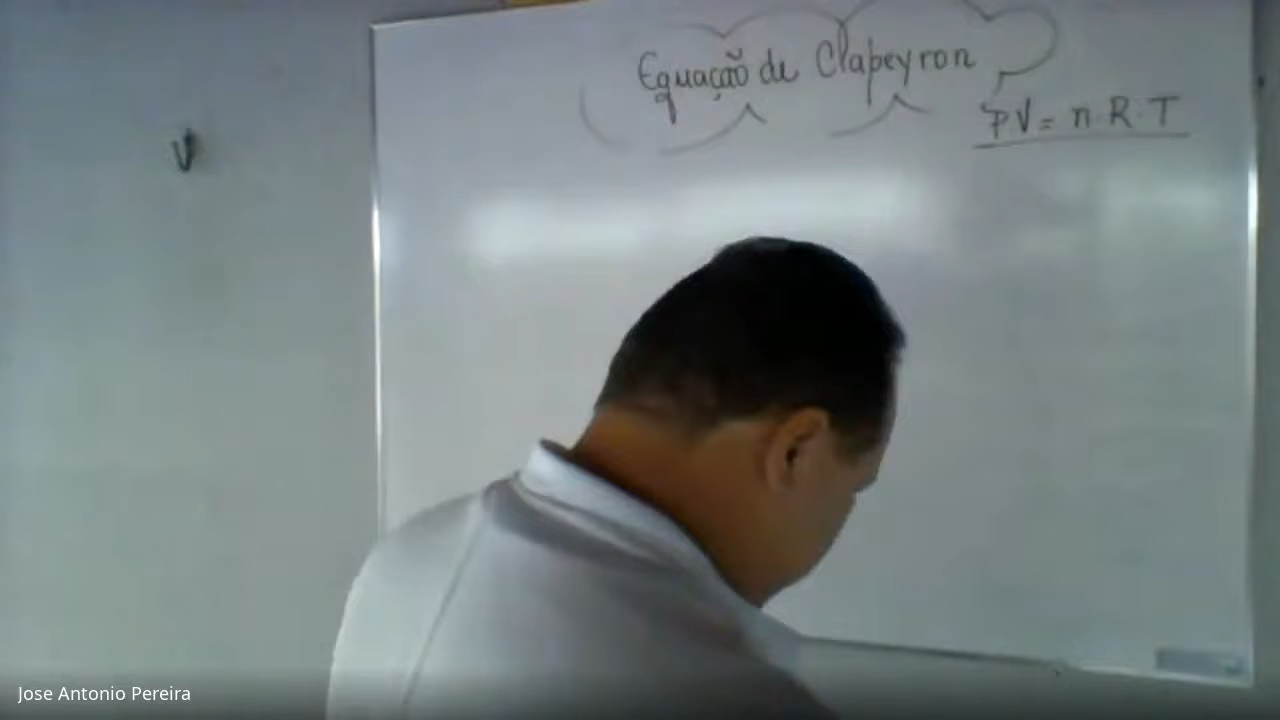 Equação de Clapeyron
PV = n.R.T
Jose Antonio Pereira